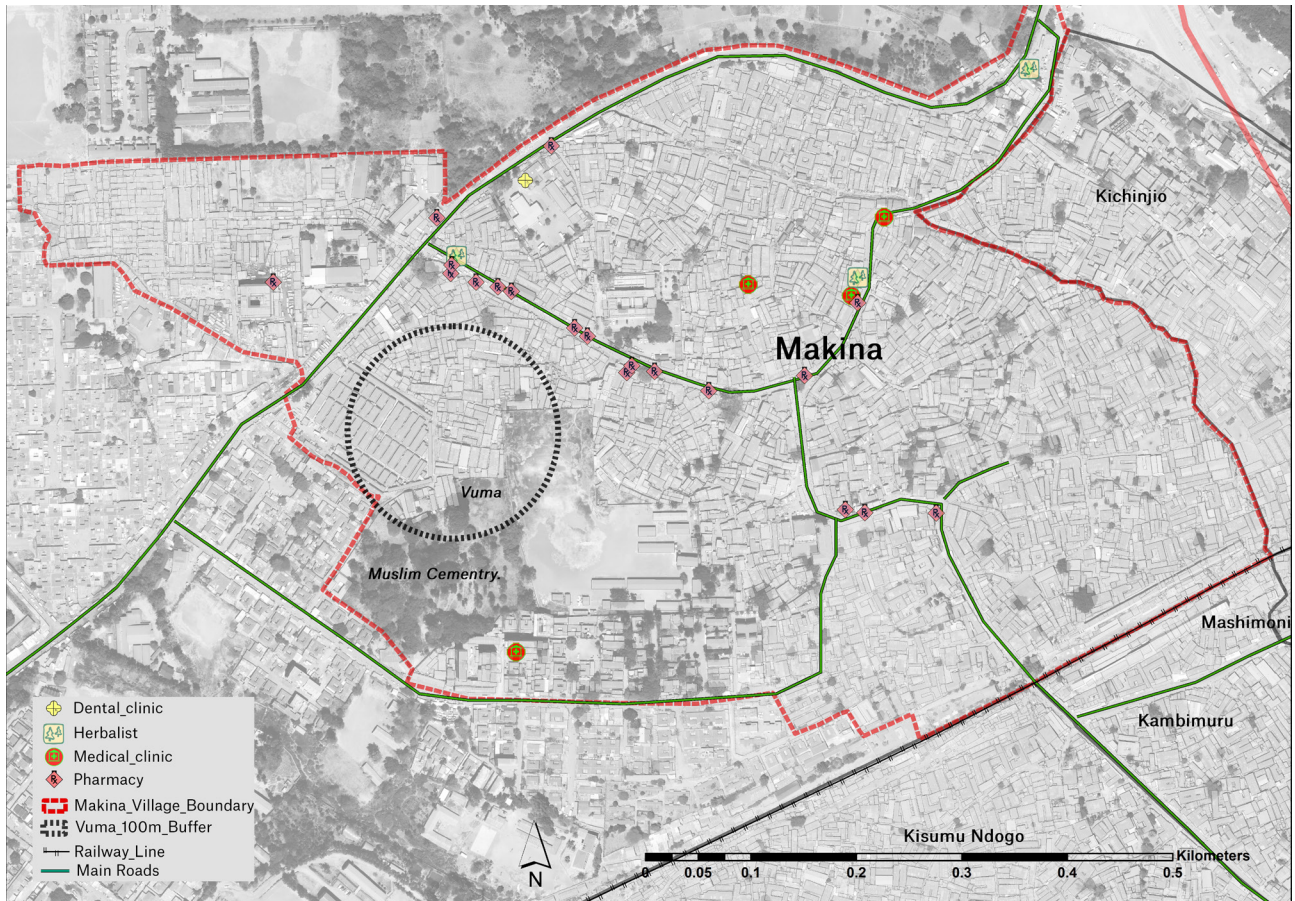 Kichinjio
Makina
Vuma
Muslim Cementry.
Mashimoni
Kambimuru
Kisumu Ndogo
Dental_clinic
Herbalist
Medical_clinic
Pharmacy
Makina_Village_Boundary
Vuma_100m_Buffer
Railway_Line
Main Roads
N
Kilometers
0 0.05 0.1 0.2 0.3 0.4 0.5